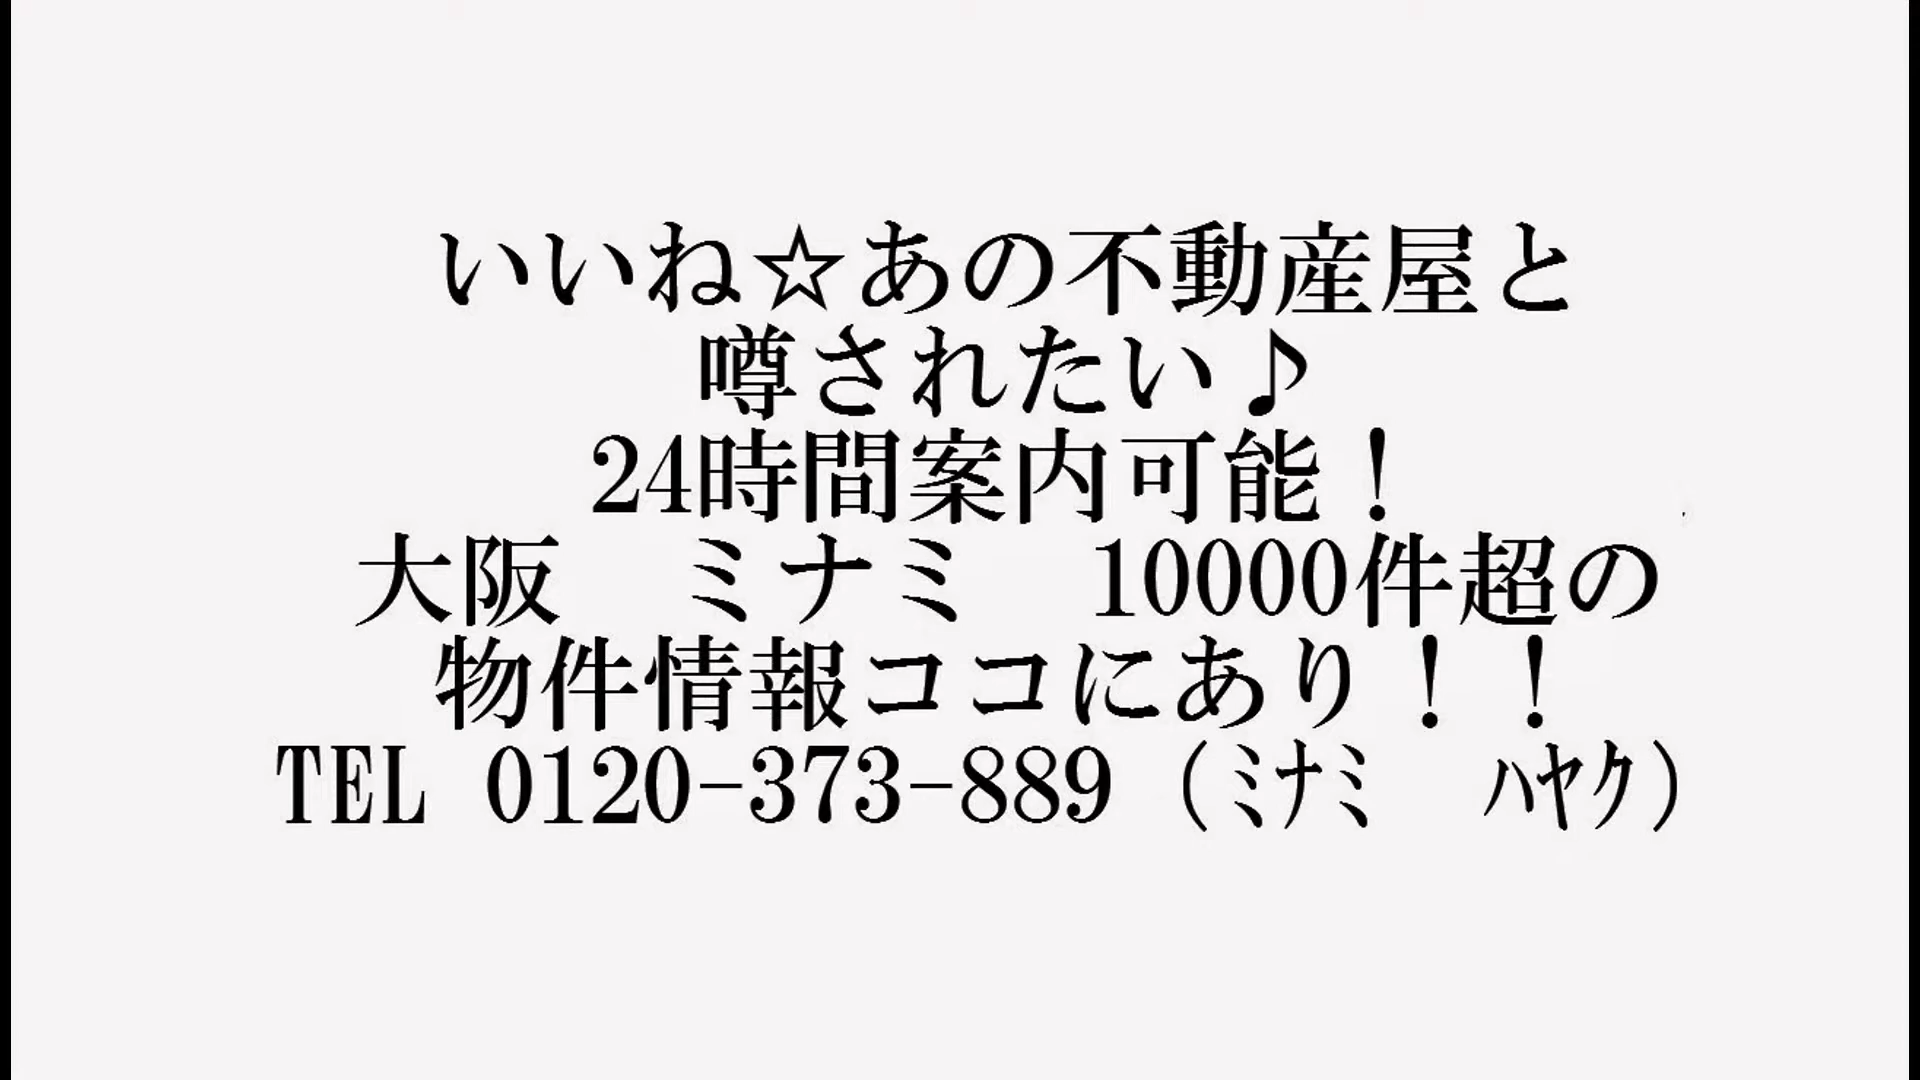 いいね☆あの不動産屋と
噂されたい♪
24時間案内可能！
大阪　ミナミ　10000件超の
物件情報ココにあり！！
TEL 0120-373-889（ﾐﾅﾐ　ﾊﾔｸ）